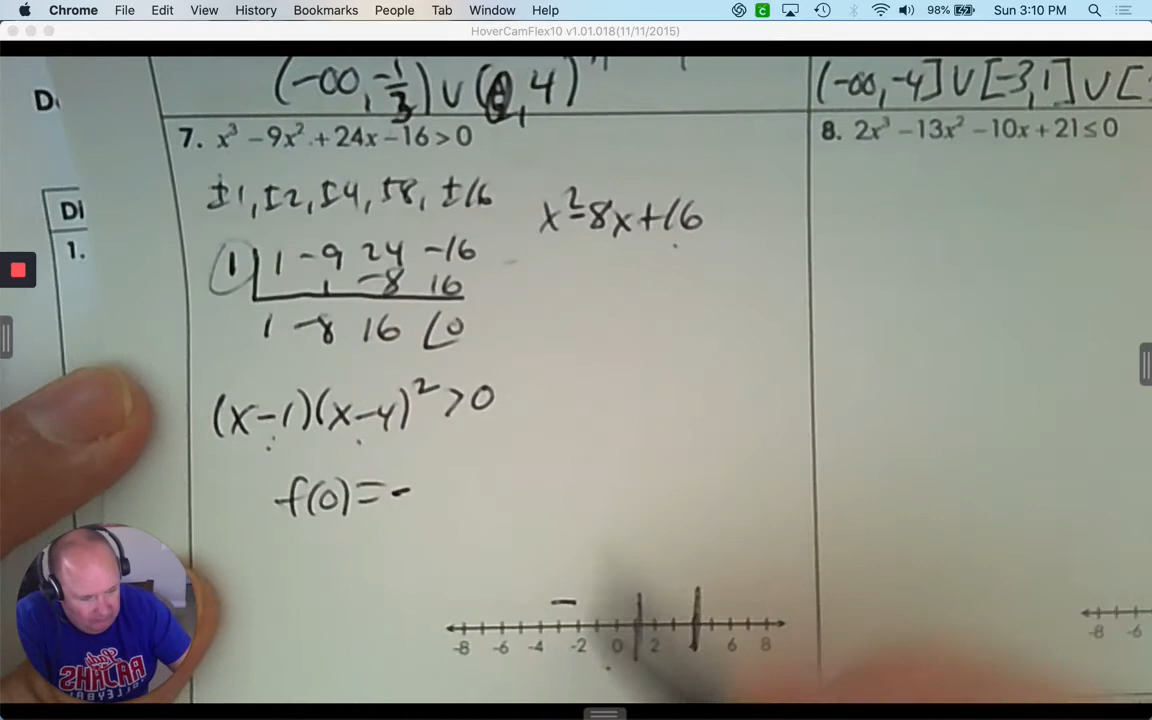 Chrome File Edit View History Bookmarks People Tab Window Help 98% Sun 3:10 PM
HoverCamFlex10 v1.01.018(11/11/2015)
(-∞, -1/3) ∪ (0, 4)
(-∞, -4] ∪ [-3, 1] ∪ [
D
Di
1.
7. x³ - 9x² + 24x - 16 > 0
±1, ±2, ±4, ±8, ±16
x² - 8x + 16
1 | 1 -9 24 -16
1 -8 16
1 -8 16 0
(x-1)(x-4)² > 0
f(0) = -
-
-8 -6 -4 -2 0 2 6 8
8. 2x³ - 13x² - 10x + 21 ≤ 0
-8 -6